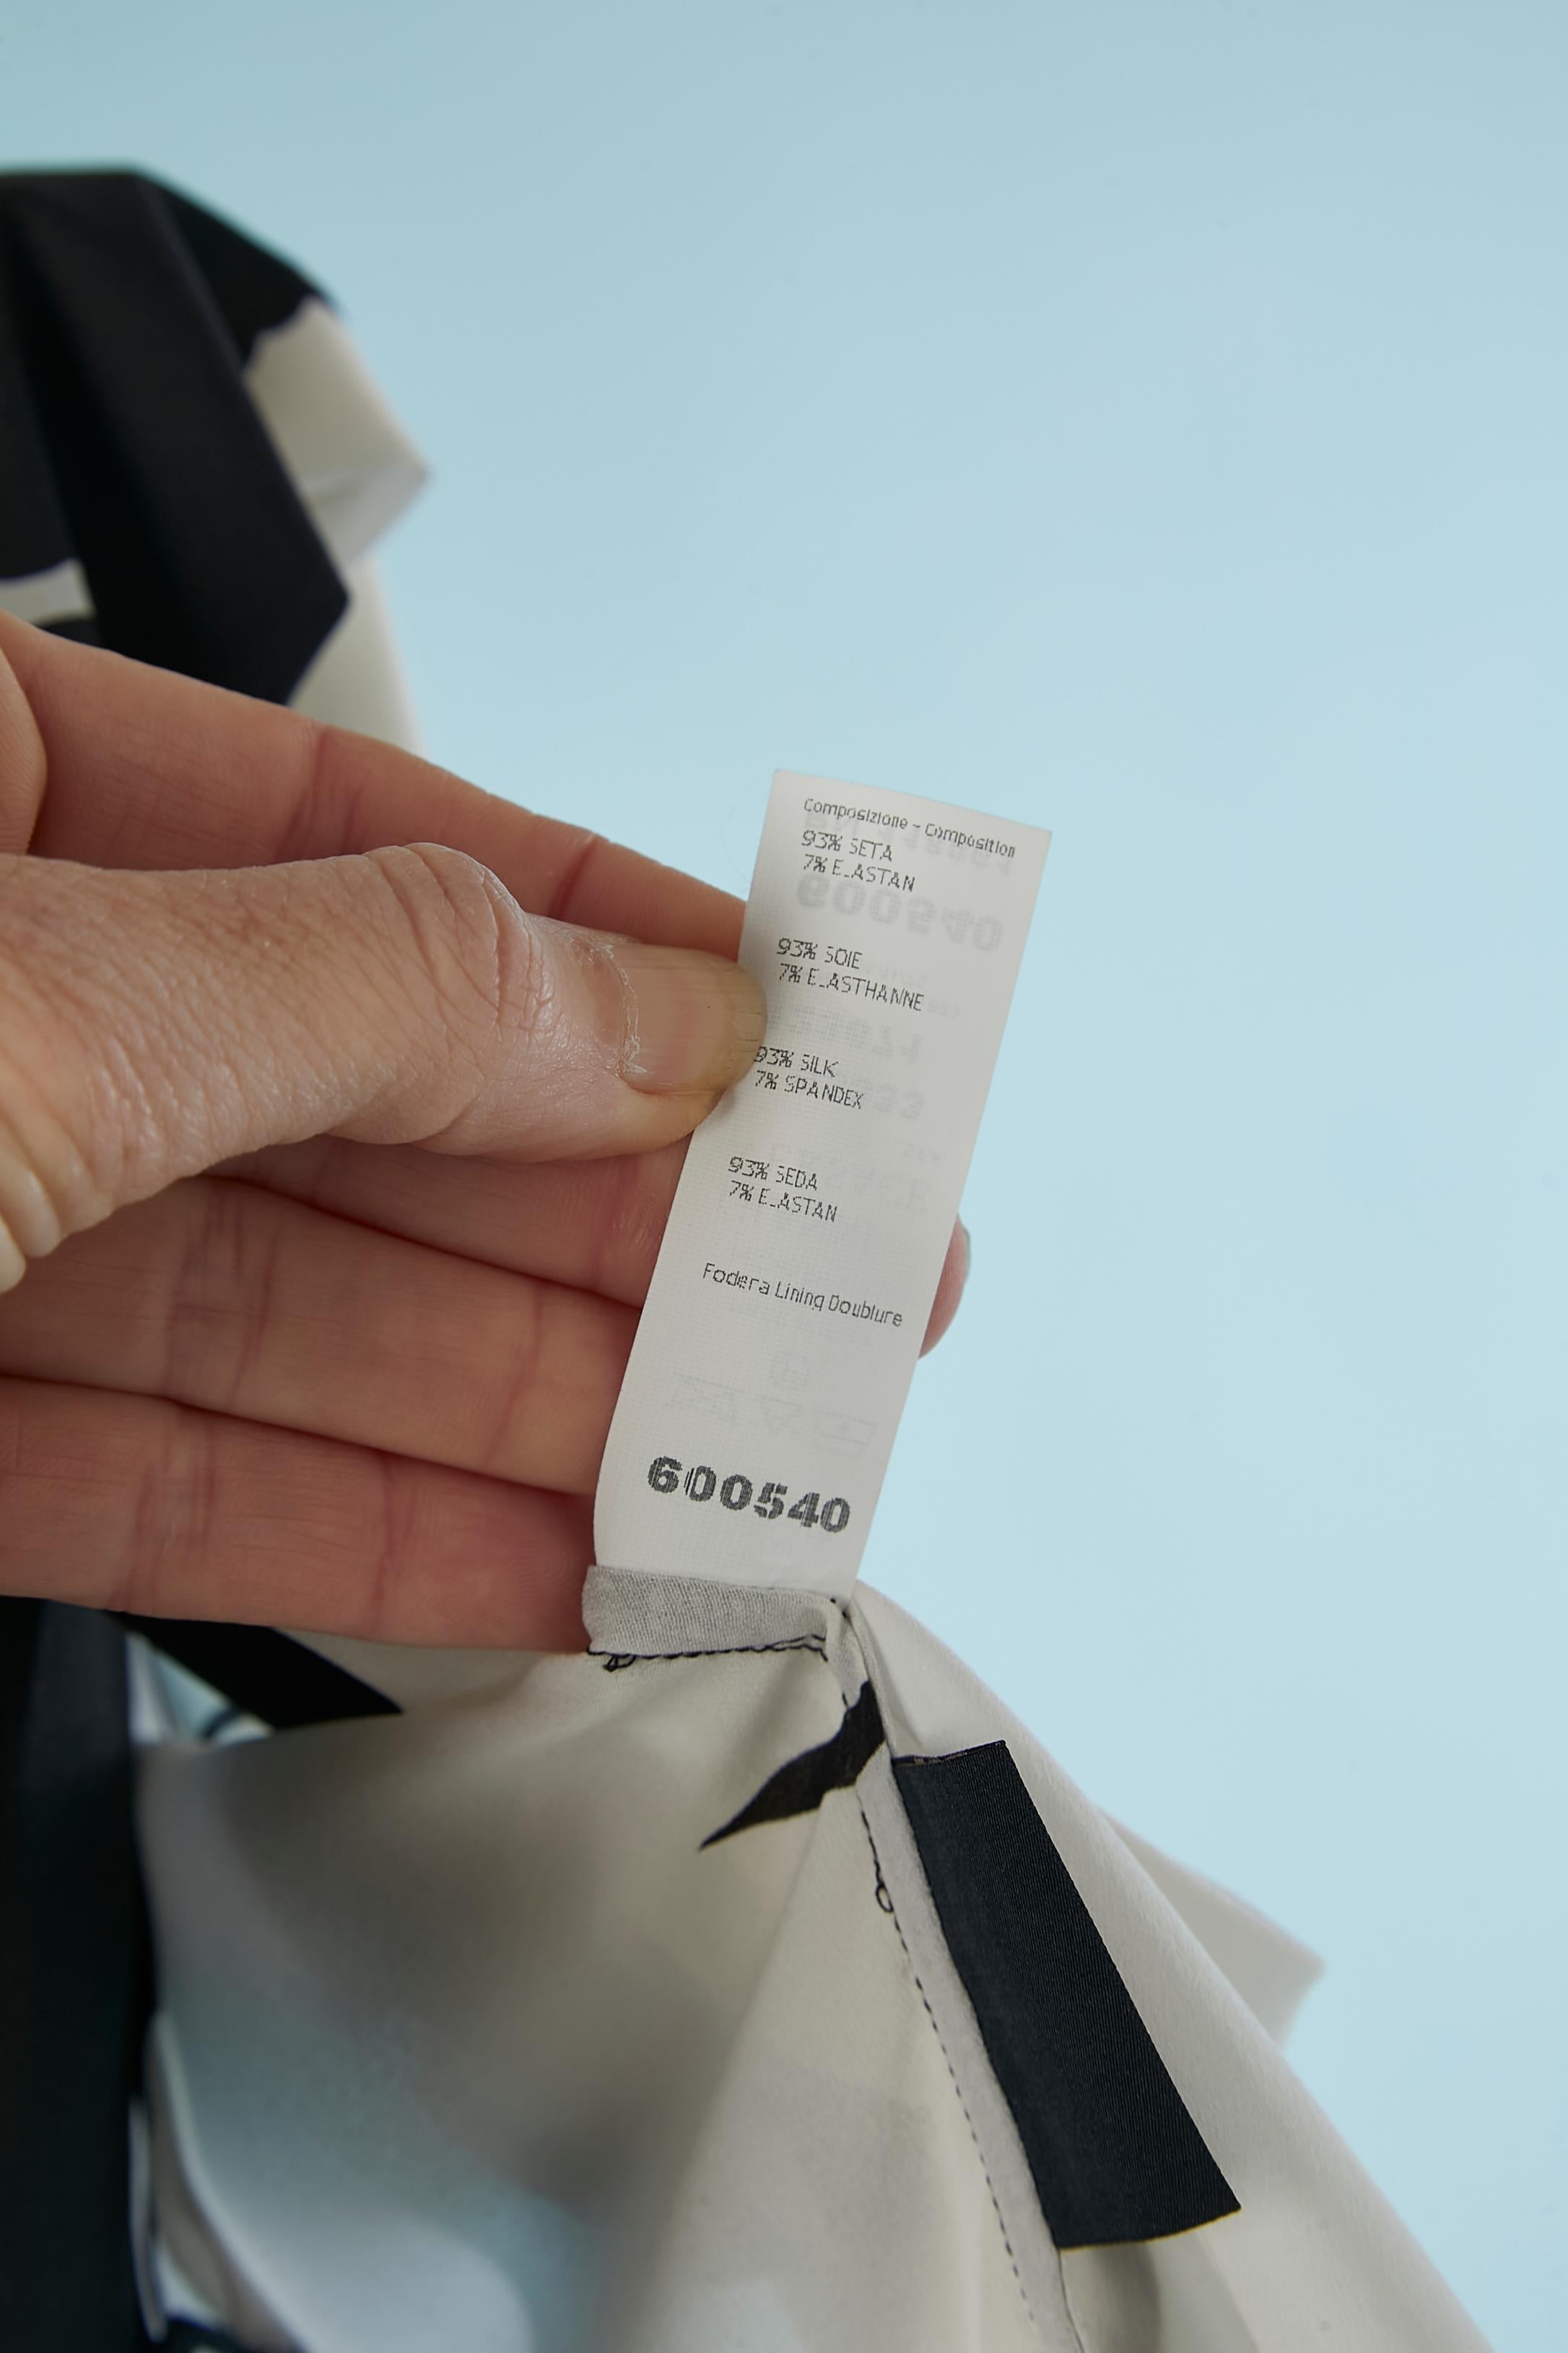 Composizione - Composition
93% SETA
7% ELASTAN
93% SOIE
7% ELASTHANNE
93% SILK
7% SPANDEX
93% SEDA
7% ELASTAN
Fodera Lining Doublure
600540